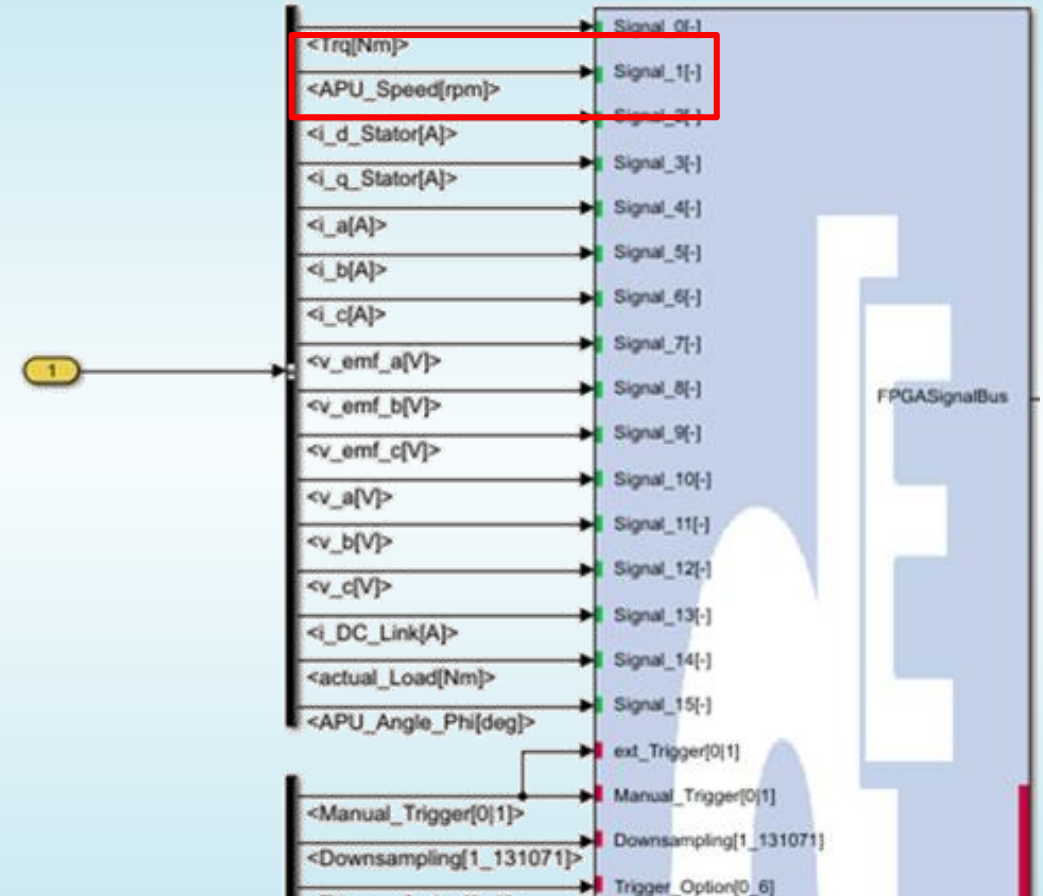 Signal_0[-]
<Trq[Nm]>
Signal_1[-]
<APU_Speed[rpm]>
Signal_2[-]
<i_d_Stator[A]>
Signal_3[-]
<i_q_Stator[A]>
Signal_4[-]
<i_a[A]>
Signal_5[-]
<i_b[A]>
Signal_6[-]
<i_c[A]>
Signal_7[-]
<v_emf_a[V]>
1
Signal_8[-]
FPGASignalBus
<v_emf_b[V]>
Signal_9[-]
<v_emf_c[V]>
Signal_10[-]
<v_a[V]>
Signal_11[-]
<v_b[V]>
Signal_12[-]
<v_c[V]>
Signal_13[-]
<i_DC_Link[A]>
Signal_14[-]
<actual_Load[Nm]>
Signal_15[-]
<APU_Angle_Phi[deg]>
ext_Trigger[0|1]
Manual_Trigger[0|1]
<Manual_Trigger[0|1]>
Downsampling[1_131071]
<Downsampling[1_131071]>
Trigger_Option[0_6]